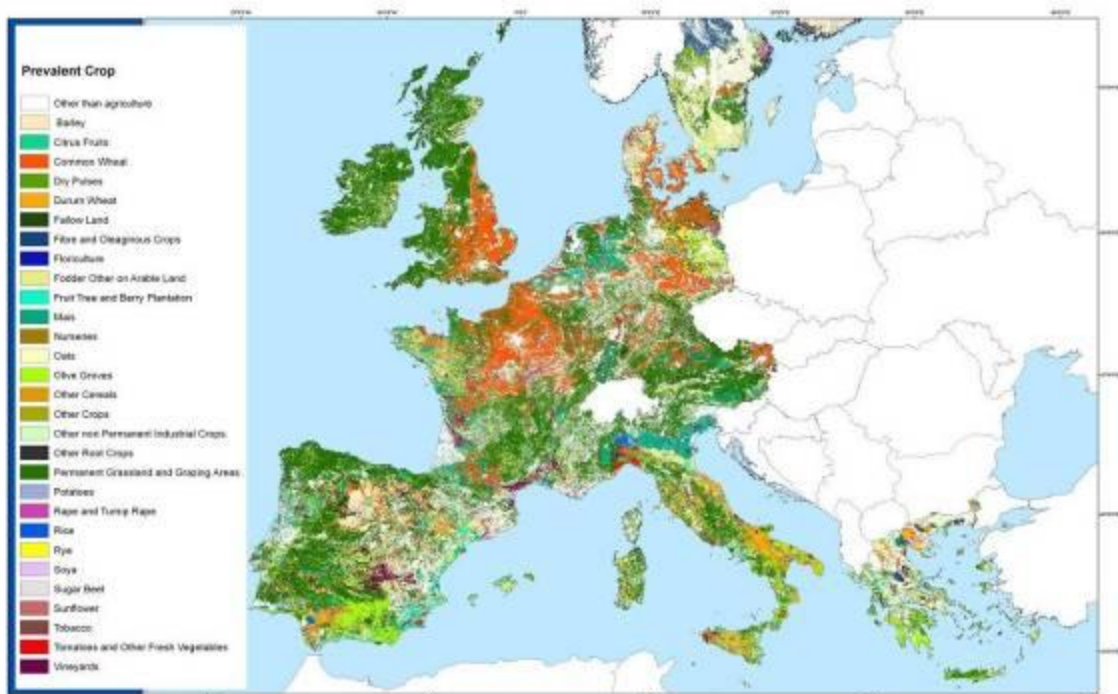 Prevalent Crop
Other than agriculture
Barley
Citrus Fruits
Common Wheat
Dry Pulses
Durum Wheat
Fallow Land
Fibre and Oleaginous Crops
Floriculture
Fodder Other on Arable Land
Fruit Tree and Berry Plantation
Mais
Nurseries
Oats
Olive Groves
Other Cereals
Other Crops
Other non Permanent Industrial Crops
Other Root Crops
Permanent Grassland and Grazing Areas
Potatoes
Rape and Turnip Rape
Rice
Rye
Soya
Sugar Beet
Sunflower
Tobacco
Tomatoes and Other Fresh Vegetables
Vineyards